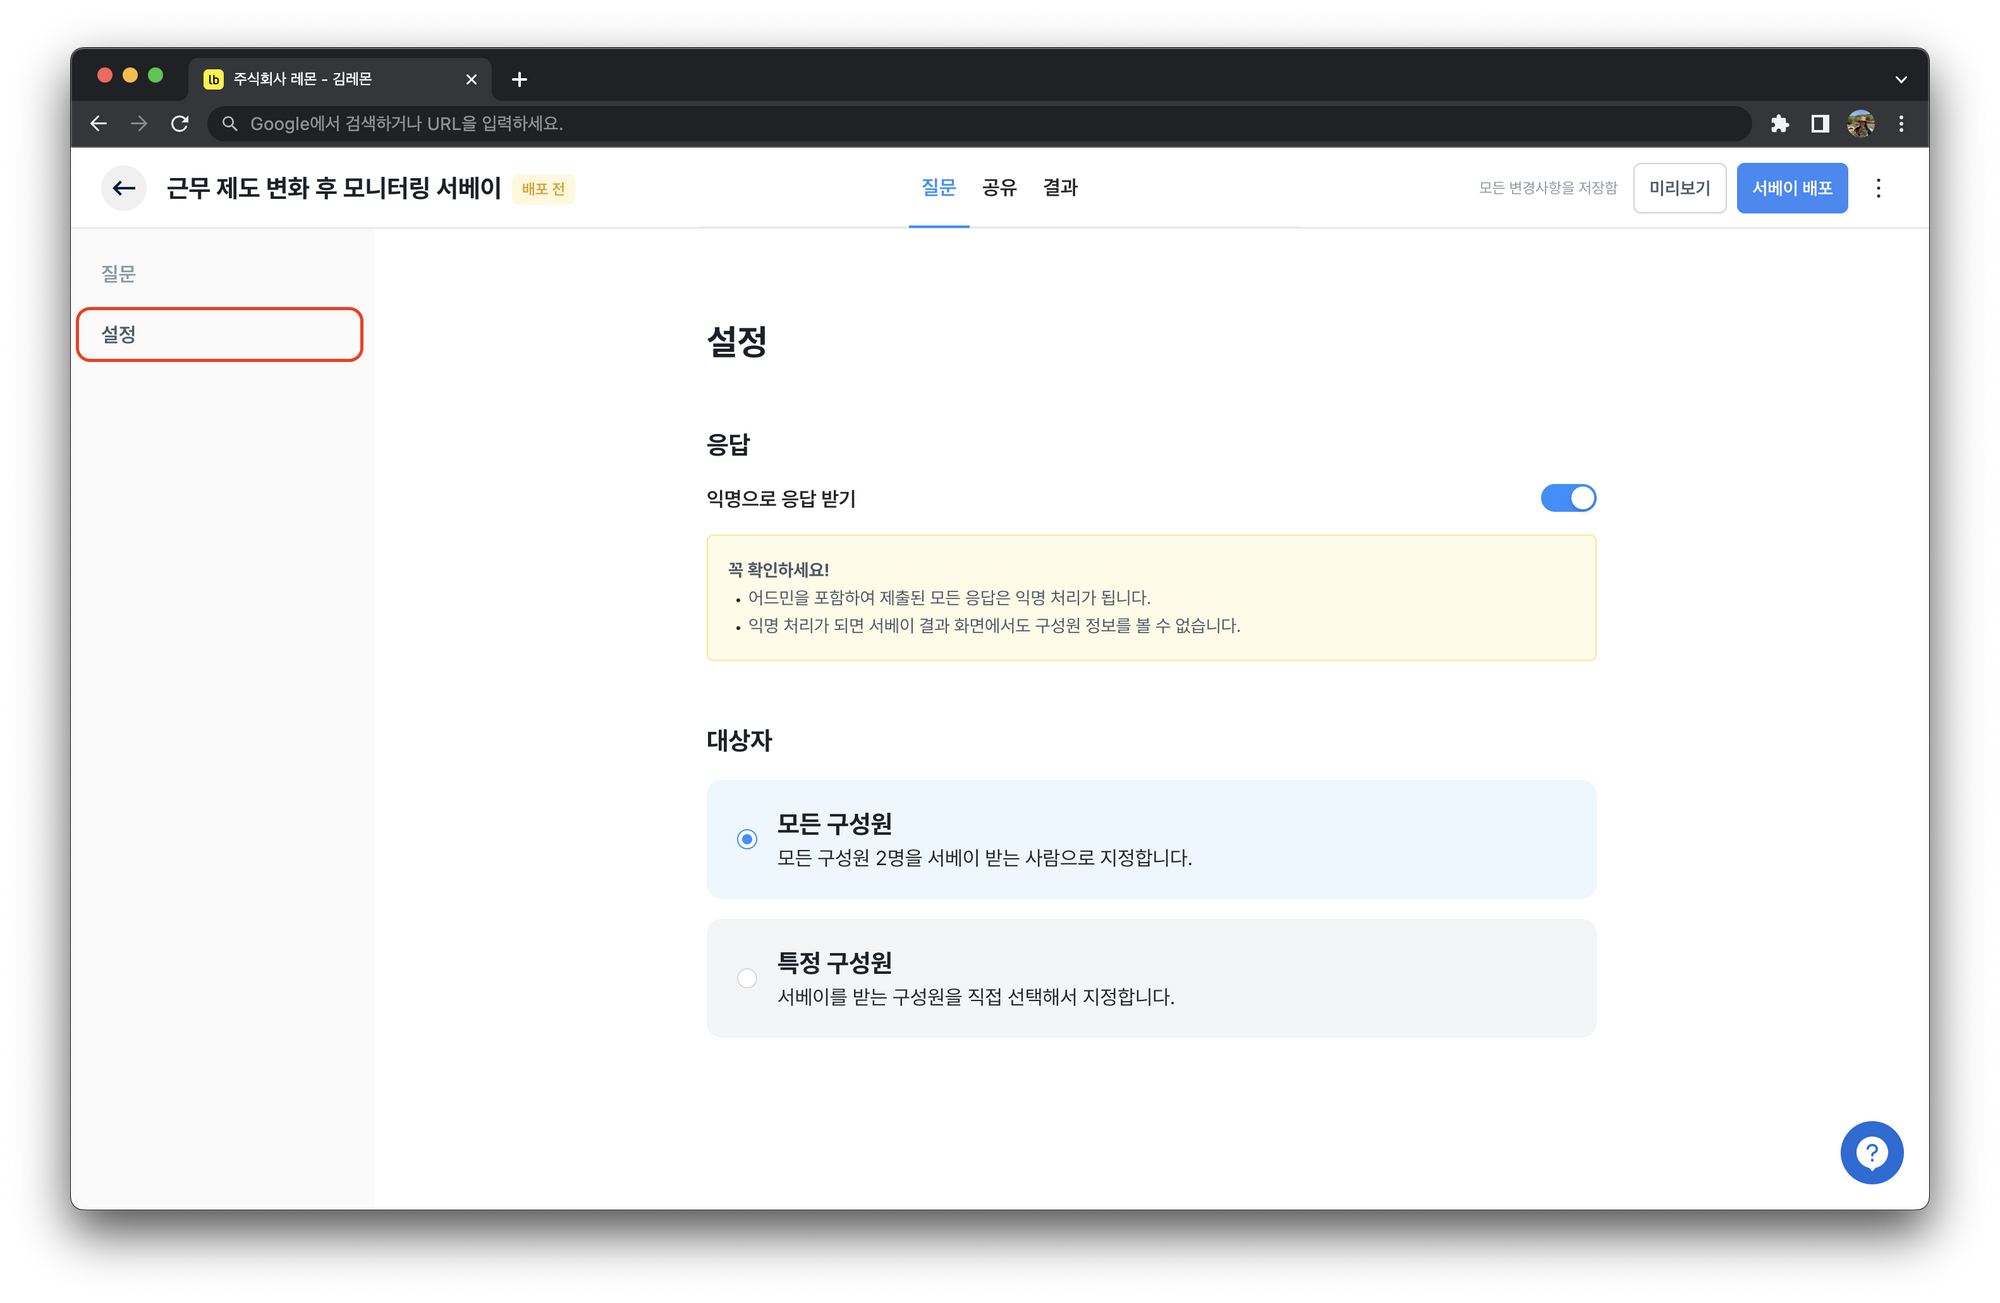 lb 주식회사 레몬 - 김레몬
Google에서 검색하거나 URL을 입력하세요.
근무 제도 변화 후 모니터링 서베이 배포 전
질문 공유 결과
모든 변경사항을 저장함 미리보기 서베이 배포
질문
설정
설정
응답
익명으로 응답 받기
꼭 확인하세요!
• 어드민을 포함하여 제출된 모든 응답은 익명 처리가 됩니다.
• 익명 처리가 되면 서베이 결과 화면에서도 구성원 정보를 볼 수 없습니다.
대상자
모든 구성원
모든 구성원 2명을 서베이 받는 사람으로 지정합니다.
특정 구성원
서베이를 받는 구성원을 직접 선택해서 지정합니다.
?